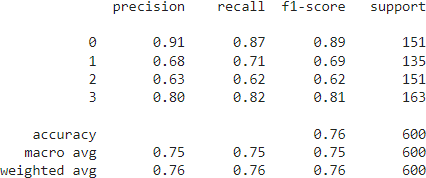 precision recall f1-score support
0 0.91 0.87 0.89 151
1 0.68 0.71 0.69 135
2 0.63 0.62 0.62 151
3 0.80 0.82 0.81 163
accuracy 0.76 600
macro avg 0.75 0.75 0.75 600
weighted avg 0.76 0.76 0.76 600